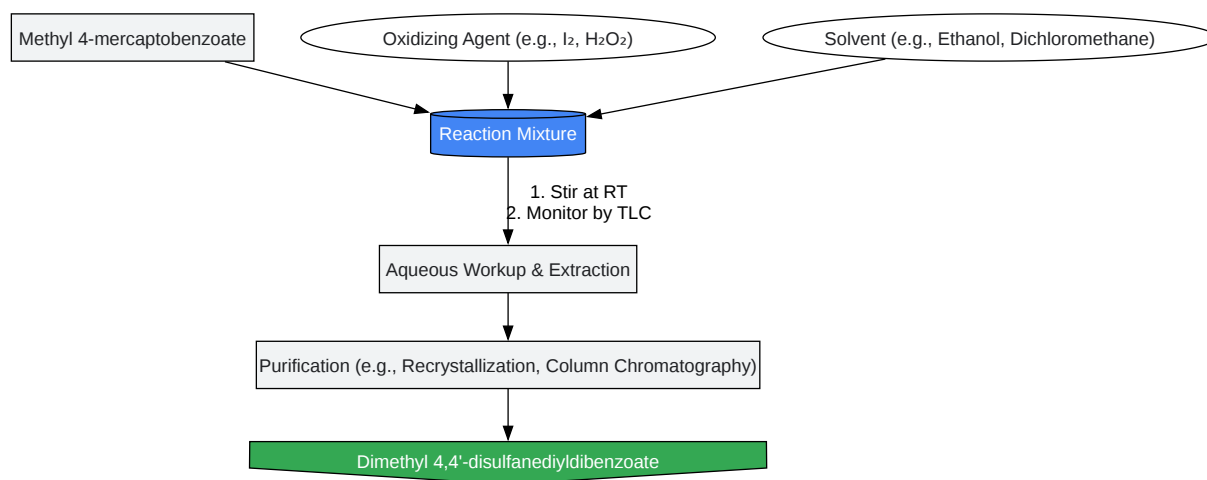 Methyl 4-mercaptobenzoate
Oxidizing Agent (e.g., I₂, H₂O₂)
Solvent (e.g., Ethanol, Dichloromethane)
Reaction Mixture
1. Stir at RT
2. Monitor by TLC
Aqueous Workup & Extraction
Purification (e.g., Recrystallization, Column Chromatography)
Dimethyl 4,4'-disulfanediyldibenzoate